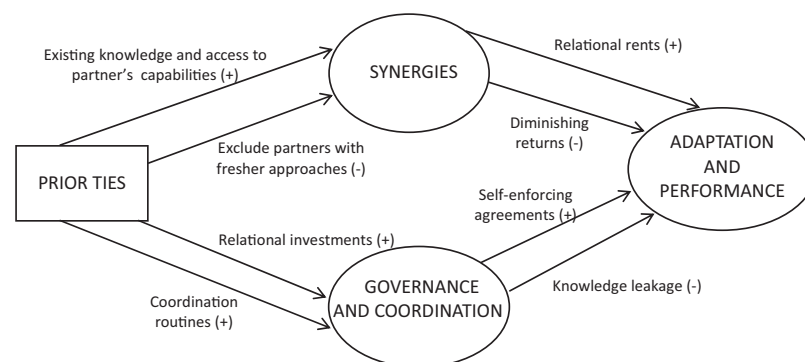 Existing knowledge and access to
partner's capabilities (+)
SYNERGIES
Relational rents (+)
Exclude partners with
fresher approaches (-)
Diminishing
returns (-)
PRIOR TIES
ADAPTATION
AND
PERFORMANCE
Self-enforcing
agreements (+)
Relational investments (+)
Coordination
routines (+)
GOVERNANCE
AND COORDINATION
Knowledge leakage (-)